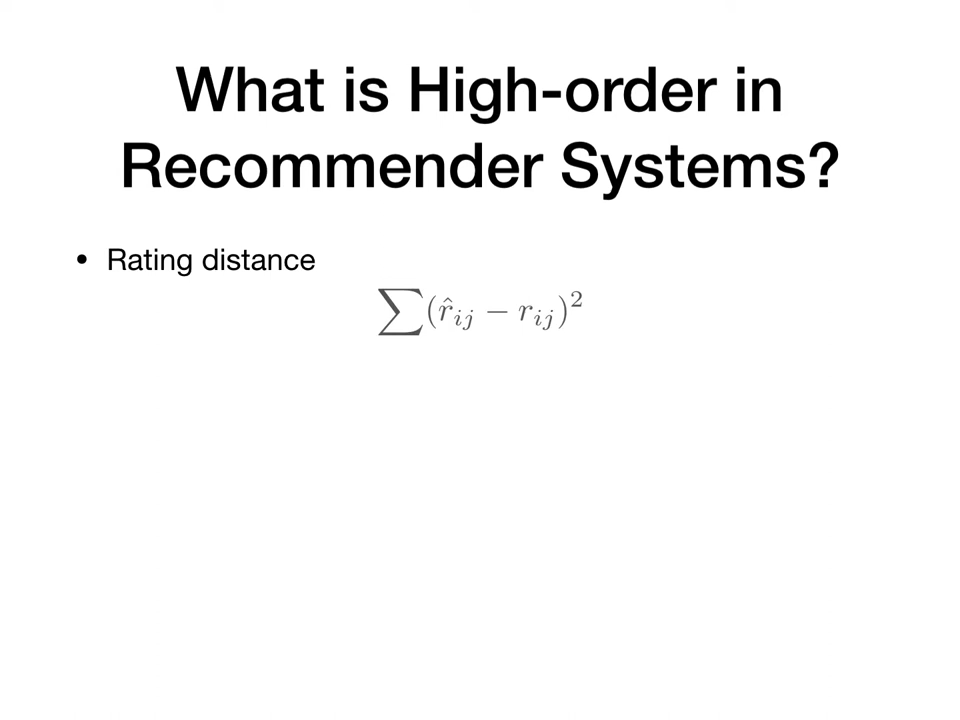 What is High-order in
Recommender Systems?
• Rating distance
∑(r̂ᵢⱼ − rᵢⱼ)²